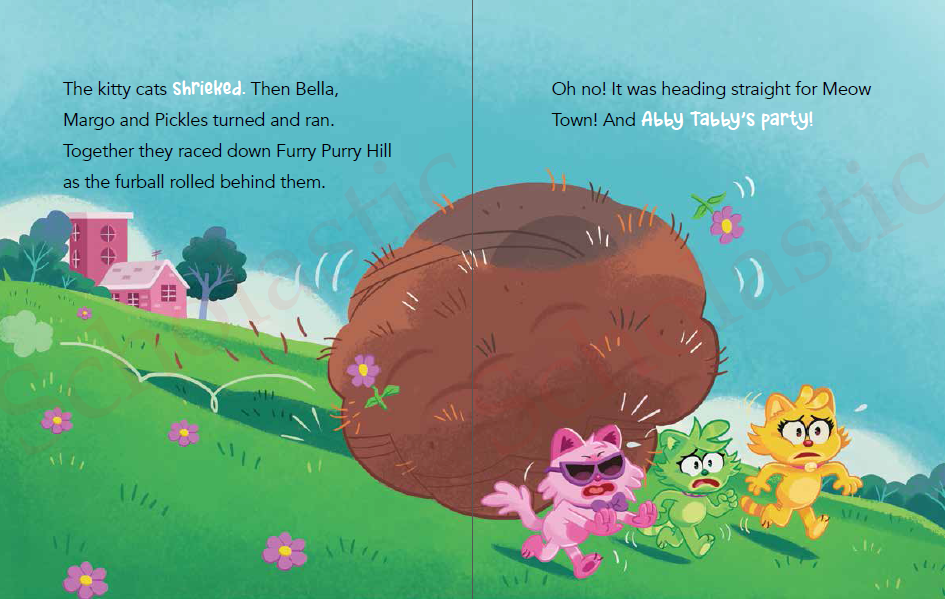 The kitty cats shrieked. Then Bella,
Margo and Pickles turned and ran.
Together they raced down Furry Purry Hill
as the furball rolled behind them.
Oh no! It was heading straight for Meow
Town! And Abby Tabby's party!
Scholastic
Scholastic